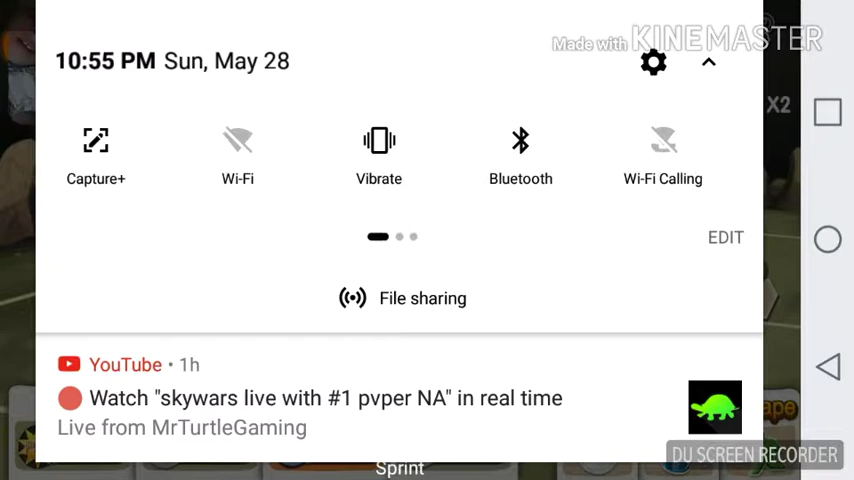 Made with KINEMASTER
10:55 PM Sun, May 28
X2
Capture+
Wi-Fi
Vibrate
Bluetooth
Wi-Fi Calling
EDIT
File sharing
YouTube • 1h
Watch "skywars live with #1 pvper NA" in real time
Live from MrTurtleGaming
ape
DU SCREEN RECORDER
Sprint